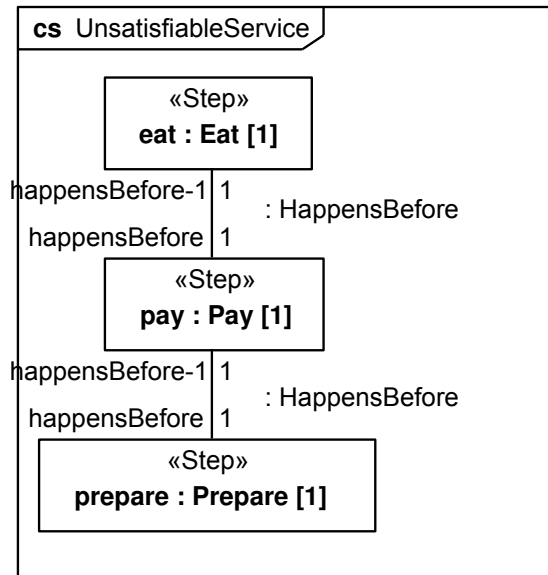 cs UnsatisfiableService
«Step»
eat : Eat [1]
happensBefore-1 1
: HappensBefore
happensBefore 1
«Step»
pay : Pay [1]
happensBefore-1 1
: HappensBefore
happensBefore 1
«Step»
prepare : Prepare [1]